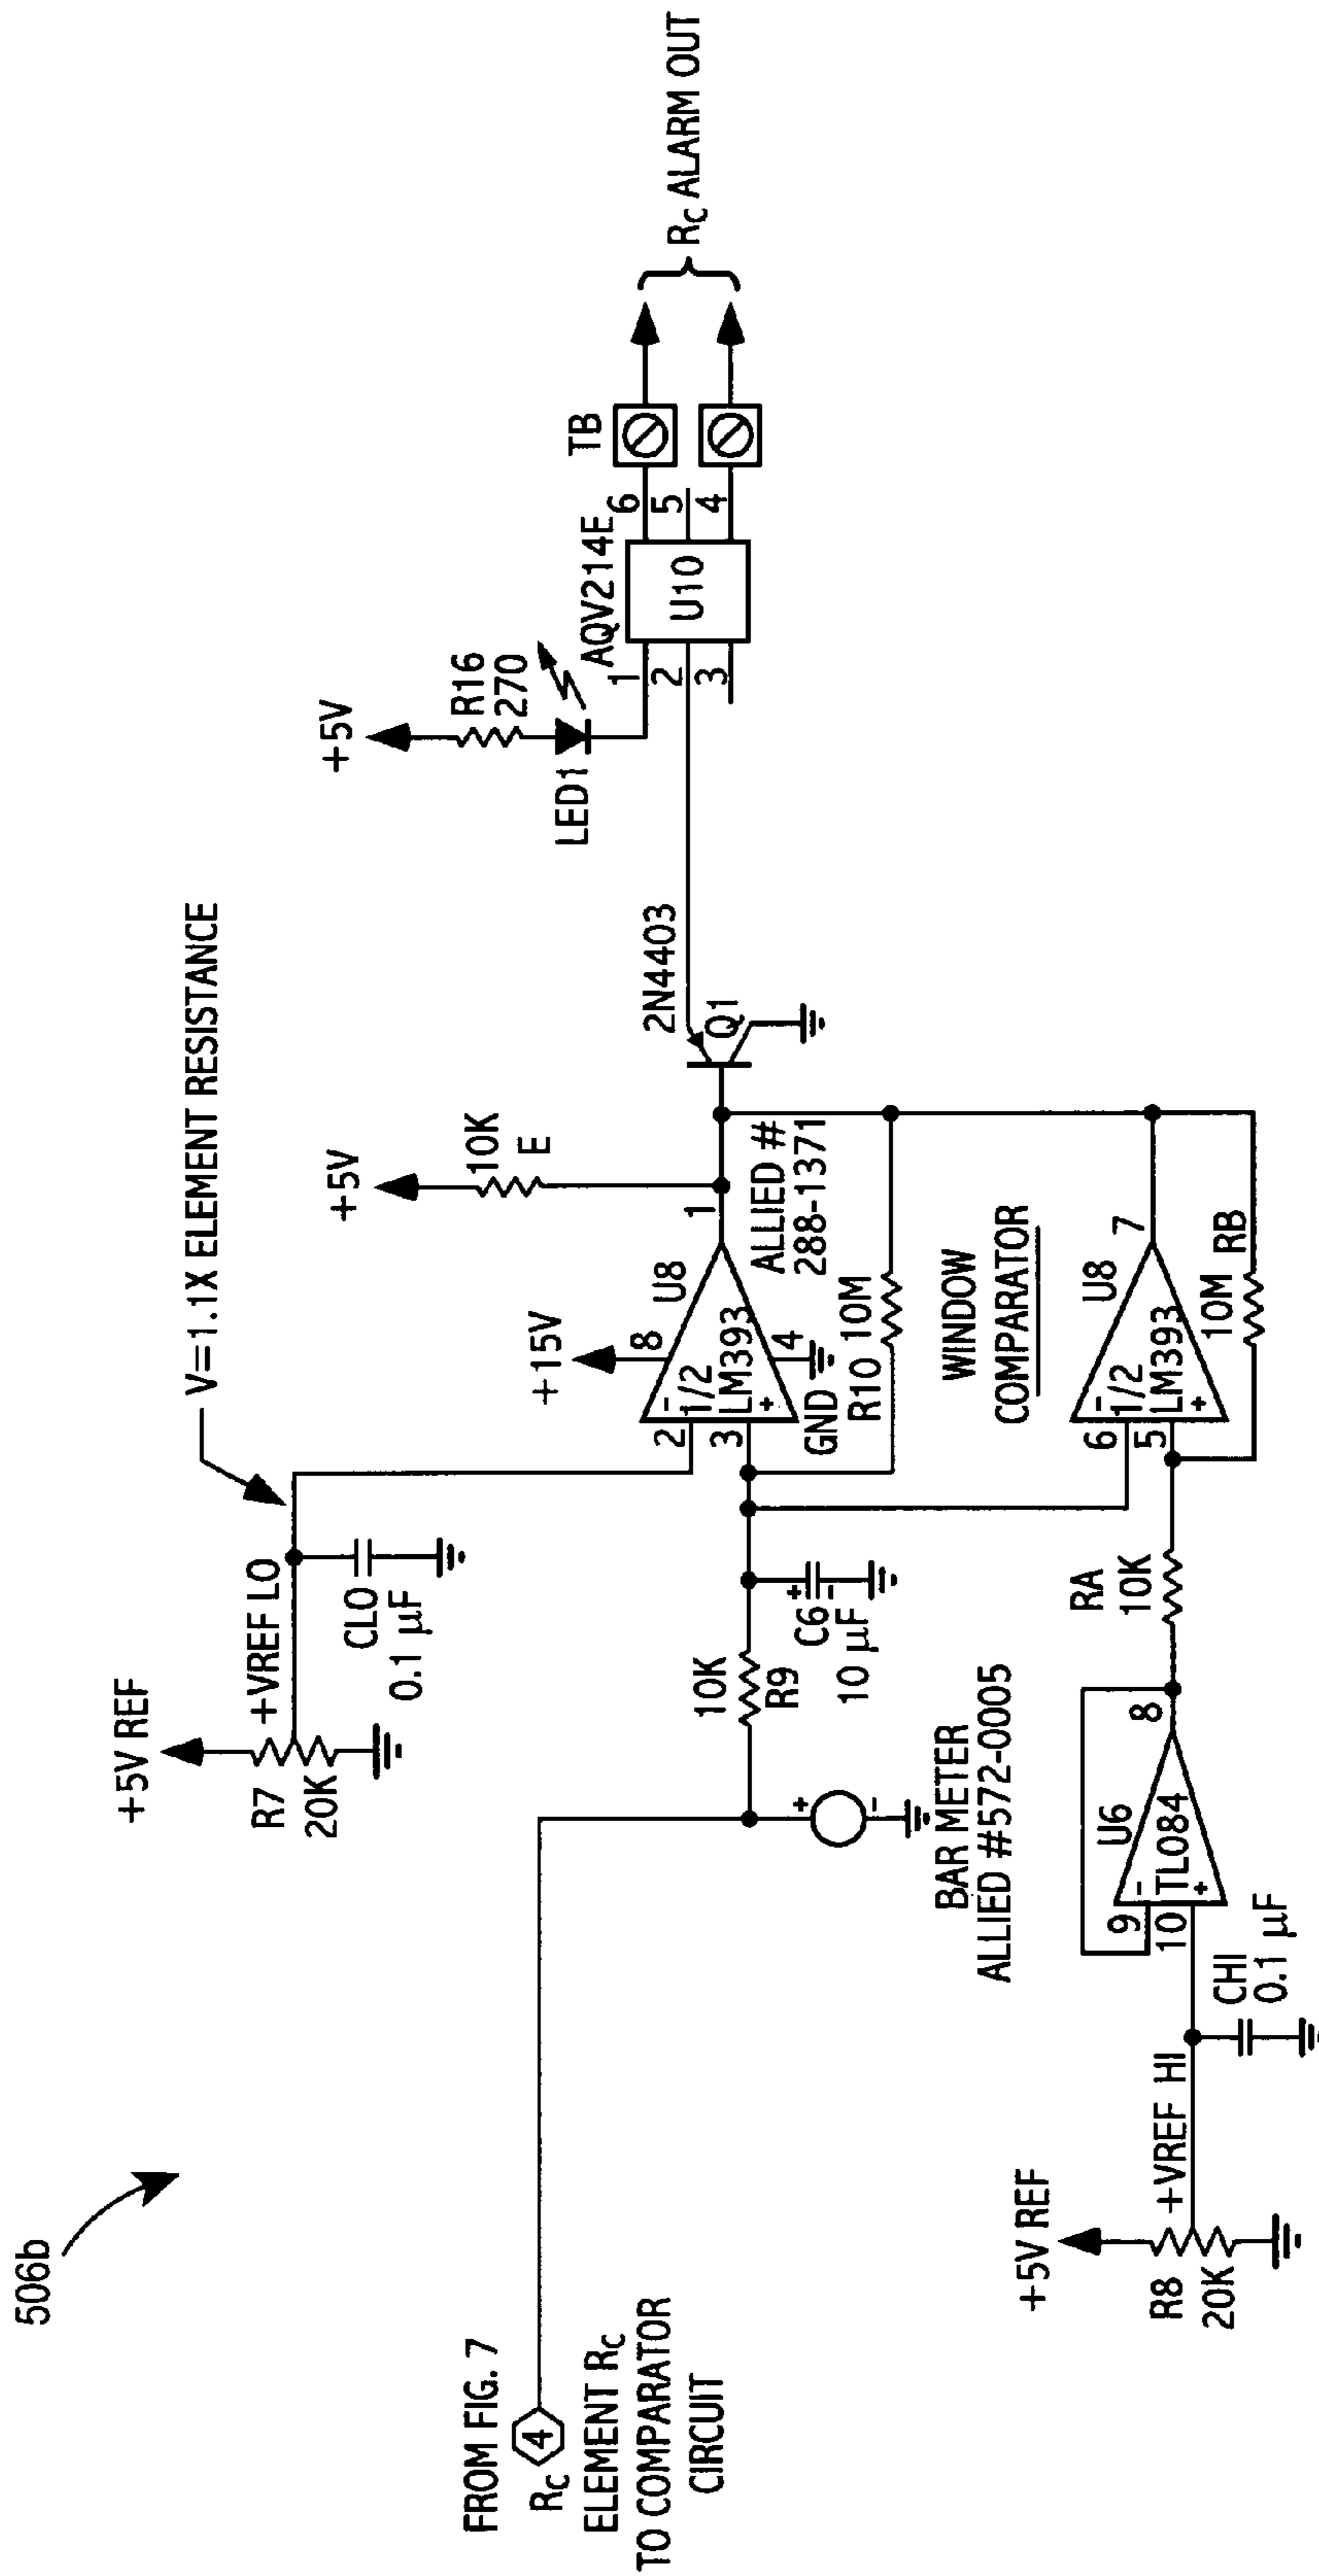 506b
FROM FIG. 7
RC 4
ELEMENT RC
TO COMPARATOR
CIRCUIT
+5V REF
R7
20K
+VREF LO
CLO
0.1 µF
V=1.1X ELEMENT RESISTANCE
10K
R9
C6
+
-
10 µF
+
-
BAR METER
ALLIED #572-0005
+5V REF
R8
20K
+VREF HI
CHI
0.1 µF
9
10
-
+
U6
TL084
8
RA
10K
+15V
8
U8
2
3
-
1/2
LM393
+
4
GND
1
+5V
10K
E
ALLIED #
288-1371
R10 10M
WINDOW
COMPARATOR
6
5
-
1/2
LM393
+
U8
7
10M RB
2N4403
Q1
+5V
R16
270
LED1
AQV214E
1
2
3
U10
6
5
4
TB
RC ALARM OUT